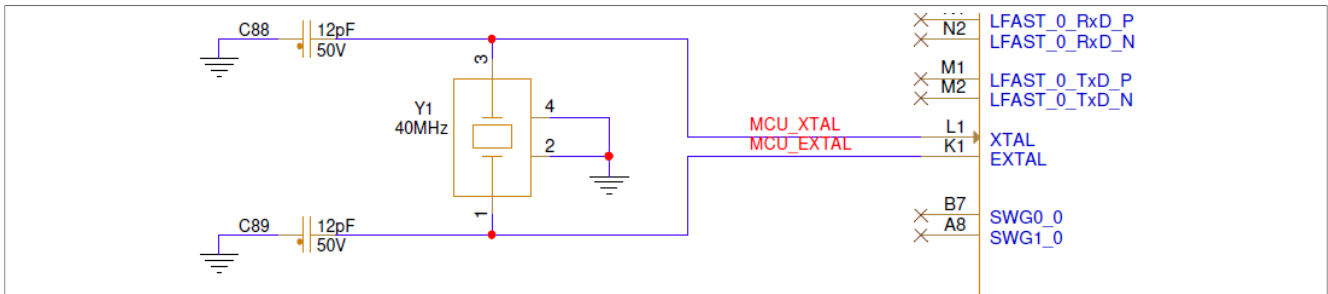 LFAST_0_RxD_P
N2
LFAST_0_RxD_N
M1
LFAST_0_TxD_P
M2
LFAST_0_TxD_N
C88
12pF
50V
3
Y1
40MHz
4
2
1
MCU_XTAL
L1
XTAL
MCU_EXTAL
K1
EXTAL
C89
12pF
50V
B7
SWG0_0
A8
SWG1_0